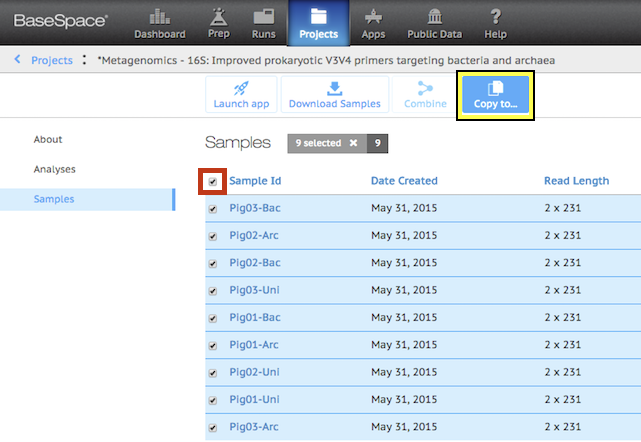 BaseSpace®
Dashboard Prep Runs Projects Apps Public Data Help
Projects : *Metagenomics - 16S: Improved prokaryotic V3V4 primers targeting bacteria and archaea
Launch app Download Samples Combine Copy to...
About
Analyses
Samples
Samples 9 selected ✖ 9
Sample Id Date Created Read Length
Pig03-Bac May 31, 2015 2 x 231
Pig02-Arc May 31, 2015 2 x 231
Pig02-Bac May 31, 2015 2 x 231
Pig03-Uni May 31, 2015 2 x 231
Pig01-Bac May 31, 2015 2 x 231
Pig01-Arc May 31, 2015 2 x 231
Pig02-Uni May 31, 2015 2 x 231
Pig01-Uni May 31, 2015 2 x 231
Pig03-Arc May 31, 2015 2 x 231